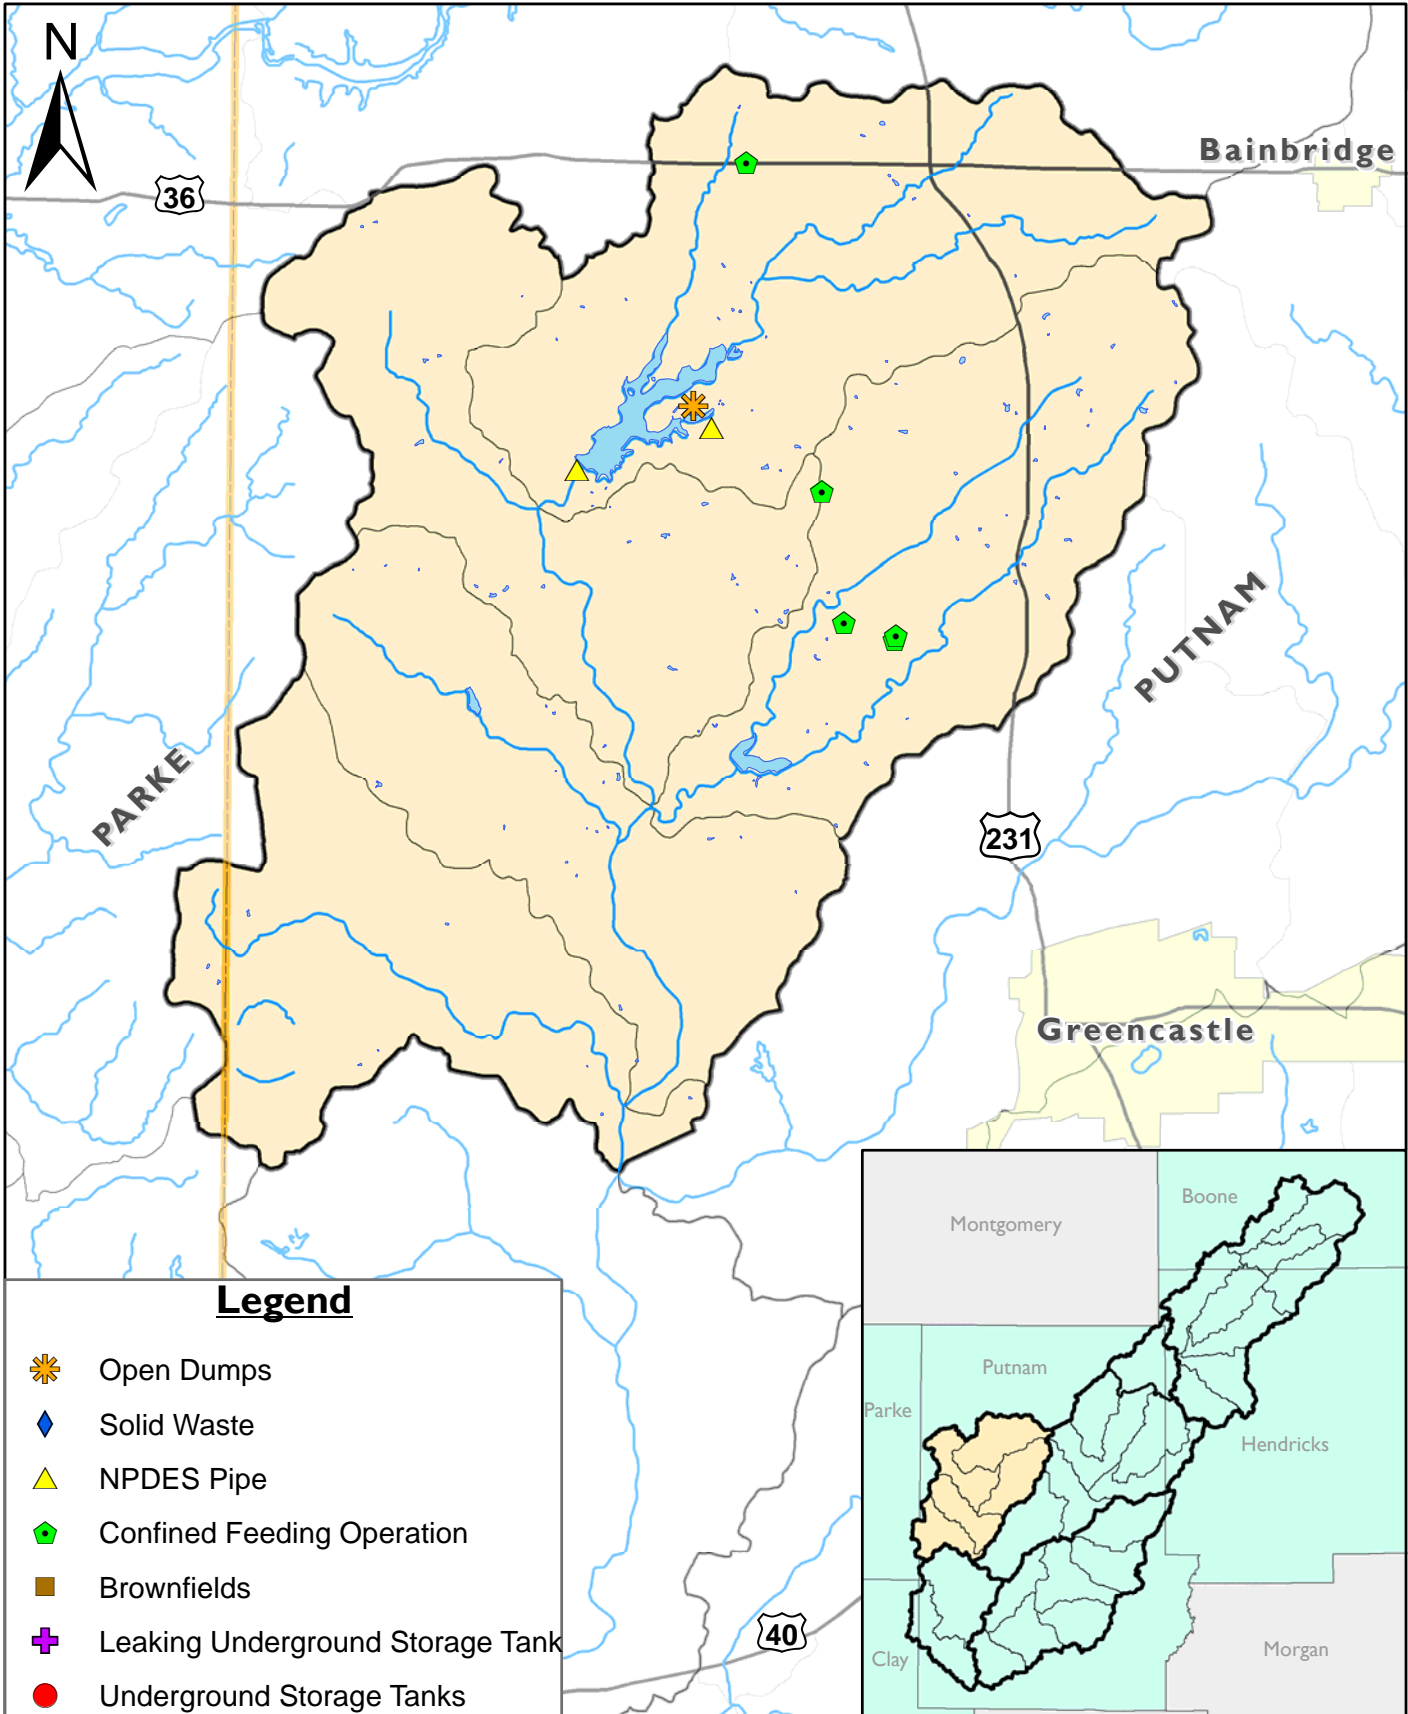 N
Bainbridge
36
PUTNAM
PARKE
231
Greencastle
Legend
Open Dumps
Solid Waste
NPDES Pipe
Confined Feeding Operation
Brownfields
Leaking Underground Storage Tank
Underground Storage Tanks
40
Boone
Montgomery
Putnam
Parke
Hendricks
Clay
Morgan